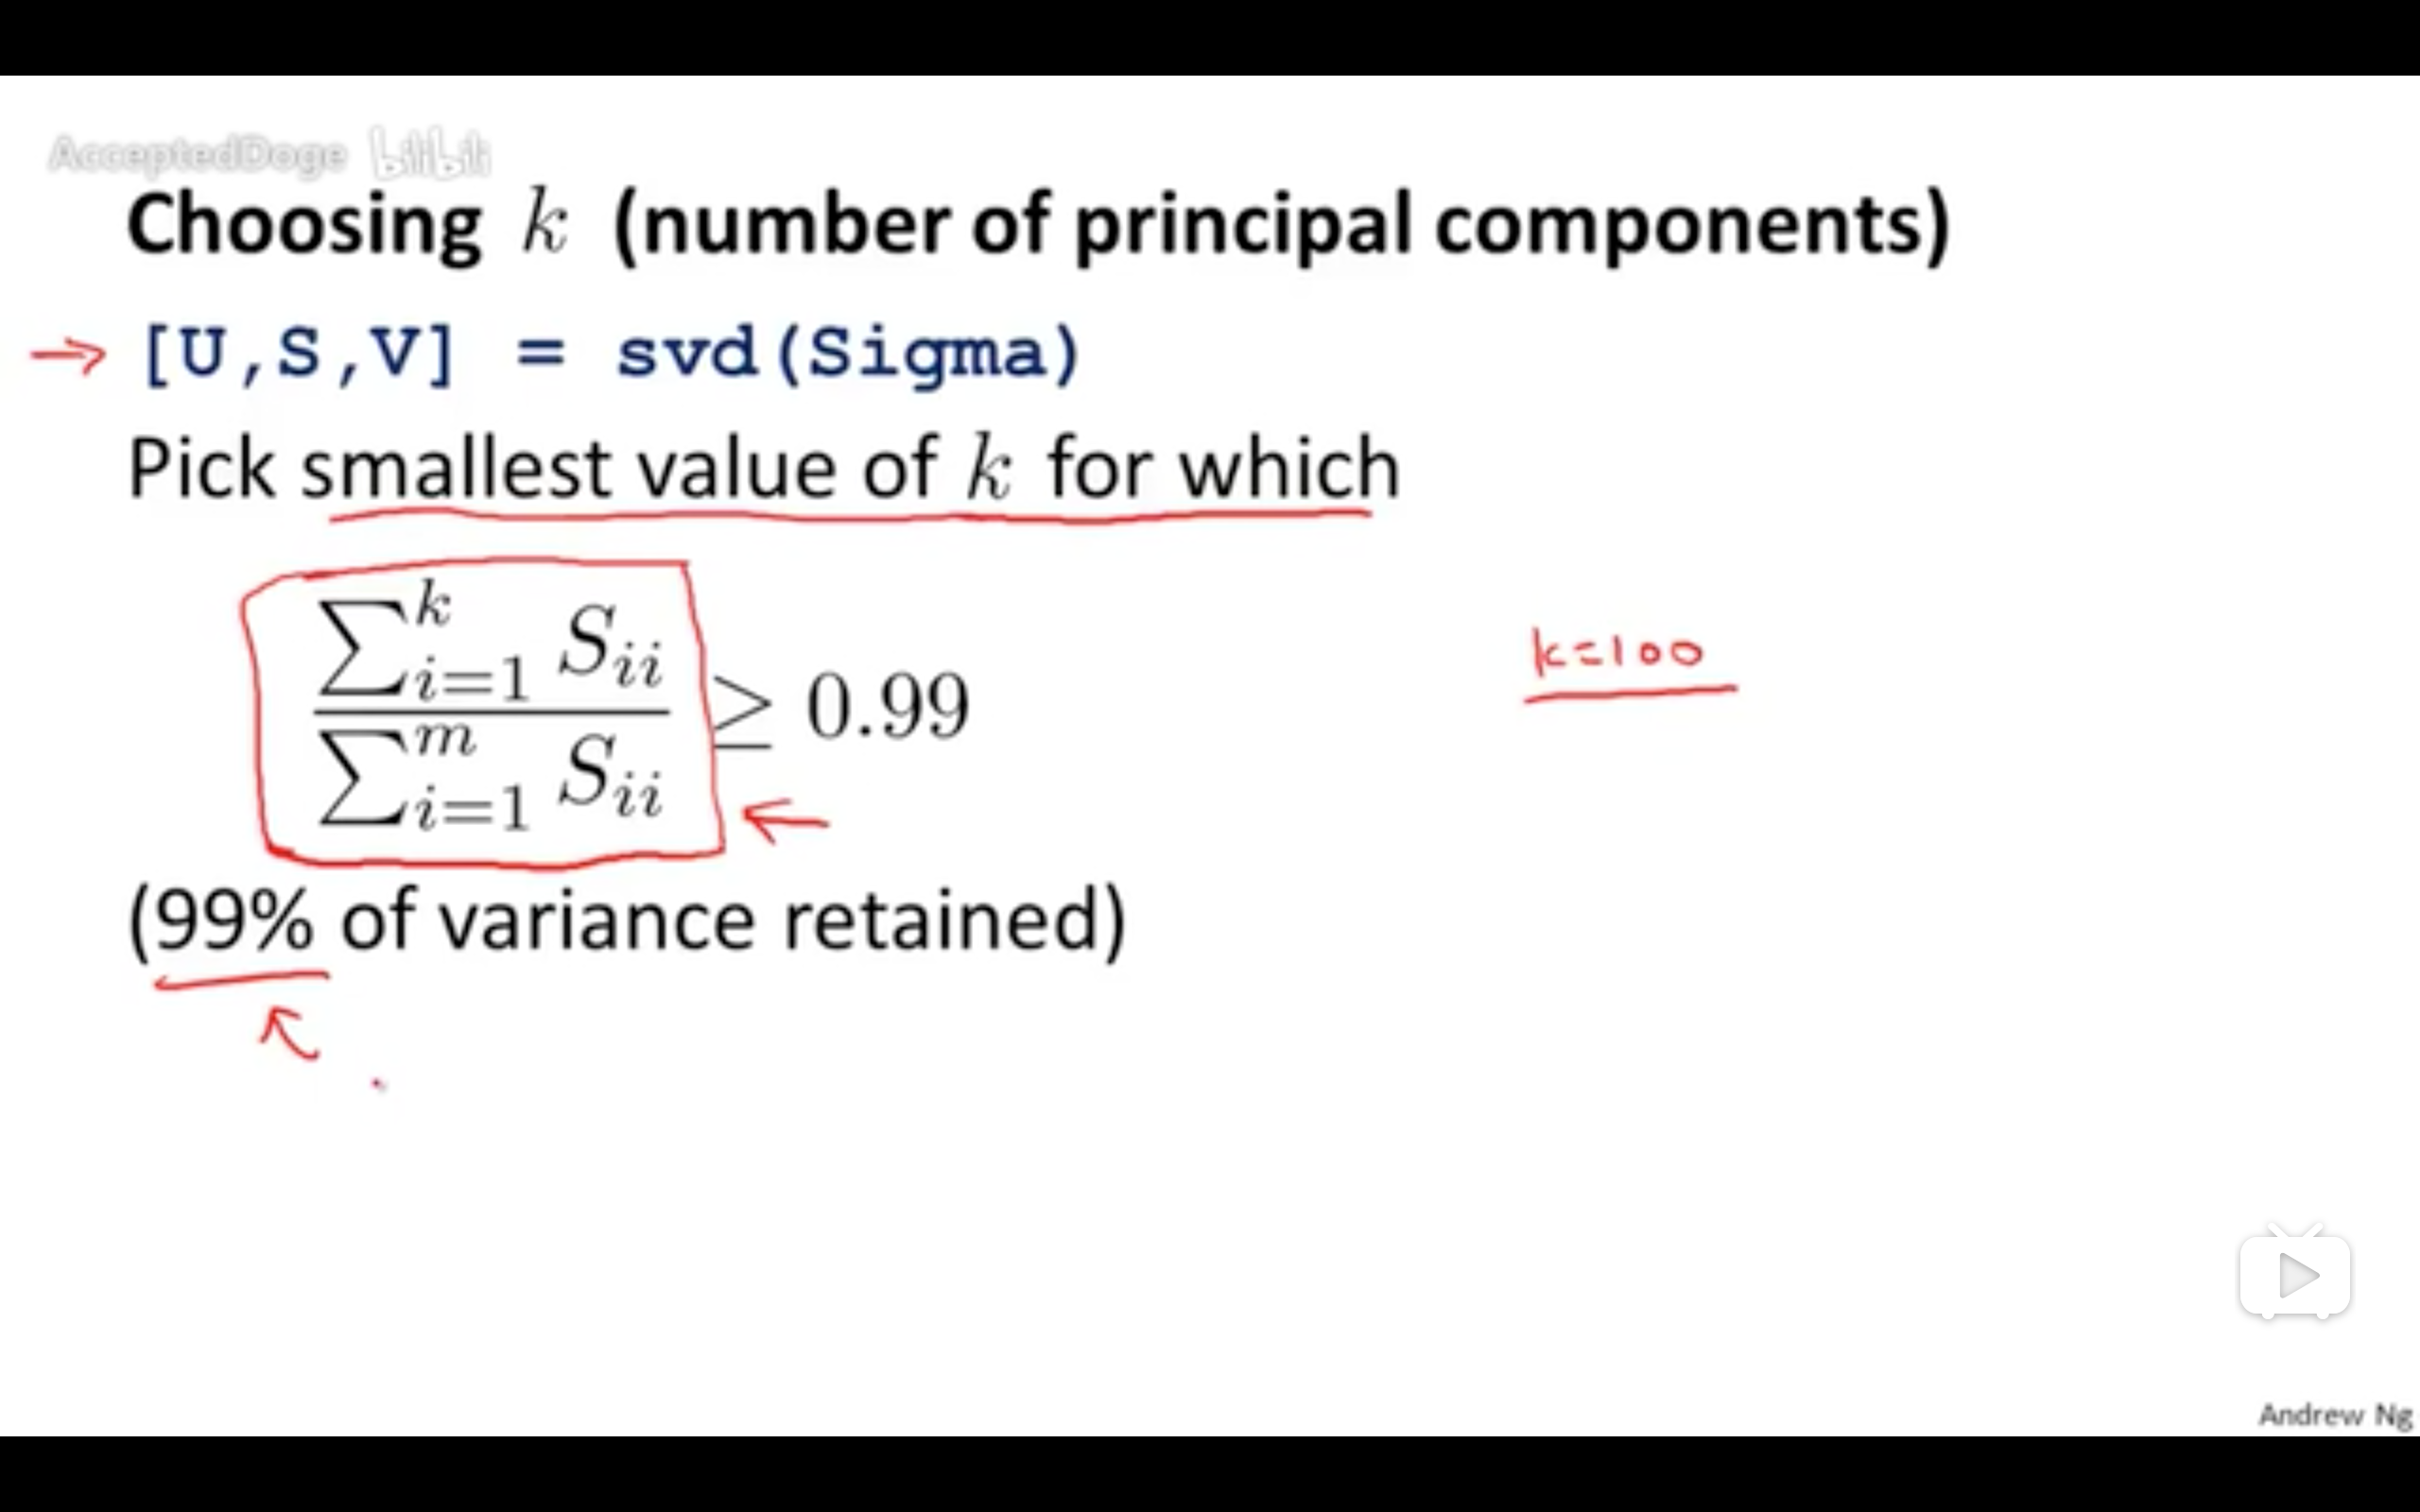 AcceptedDoge bilibili
Choosing k (number of principal components)
→ [U,S,V] = svd(Sigma)
Pick smallest value of k for which
\frac{\sum_{i=1}^{k} S_{ii}}{\sum_{i=1}^{m} S_{ii}} ≥ 0.99
k=100
(99% of variance retained)
Andrew Ng